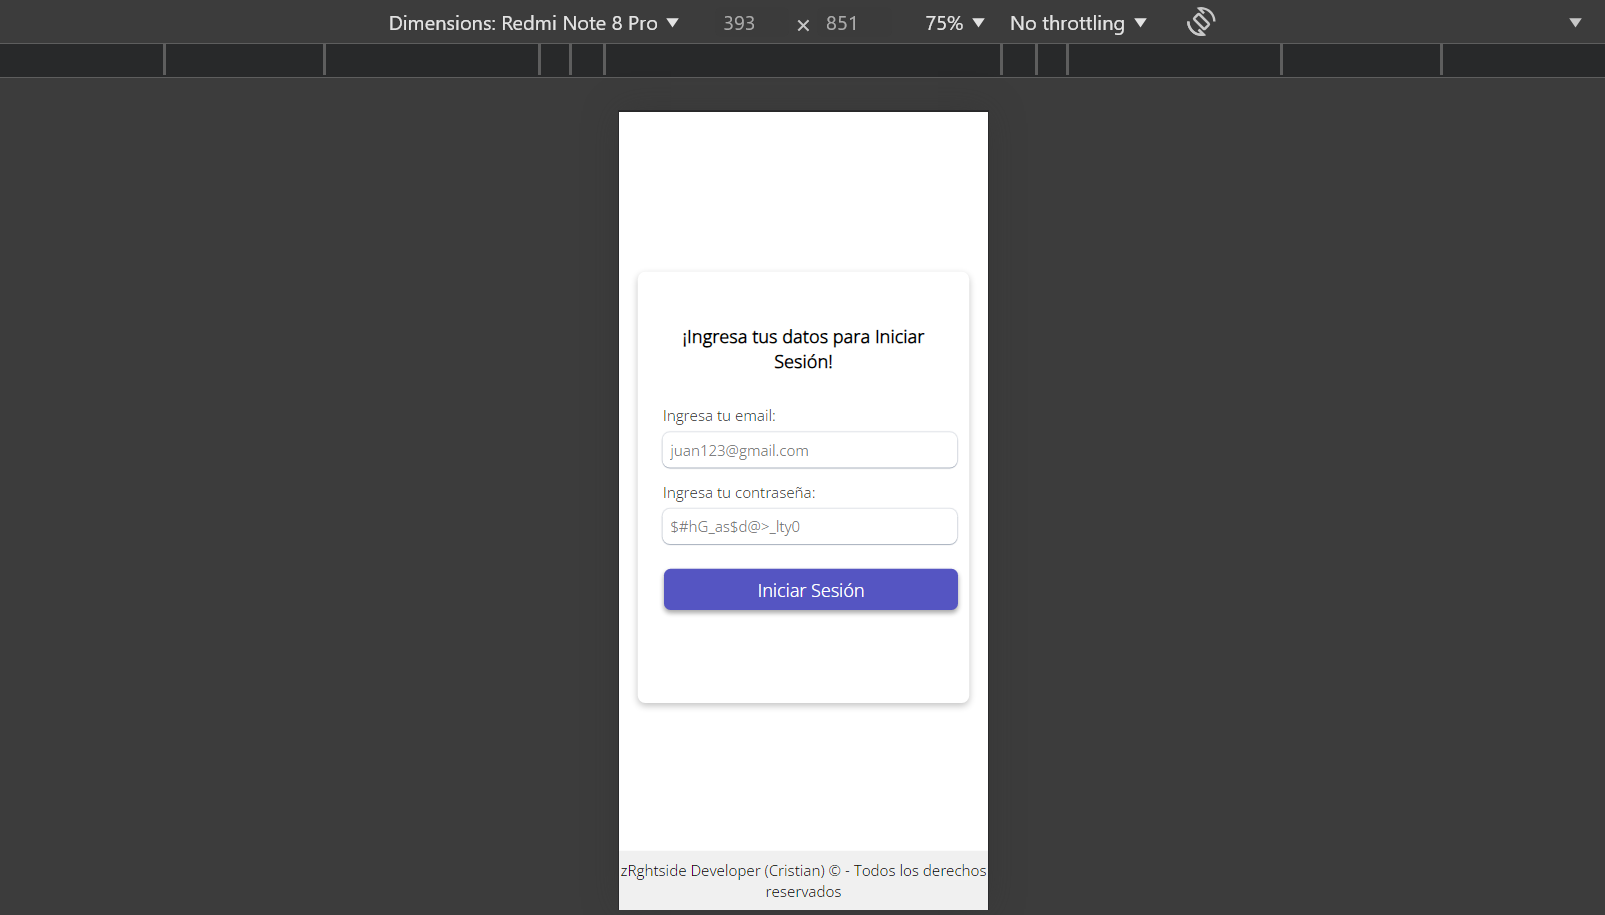 Dimensions: Redmi Note 8 Pro ▼ 393 × 851 75% ▼ No throttling ▼
¡Ingresa tus datos para Iniciar
Sesión!
Ingresa tu email:
juan123@gmail.com
Ingresa tu contraseña:
$#hG_as$d@>_lty0
Iniciar Sesión
zRghtside Developer (Cristian) © - Todos los derechos
reservados